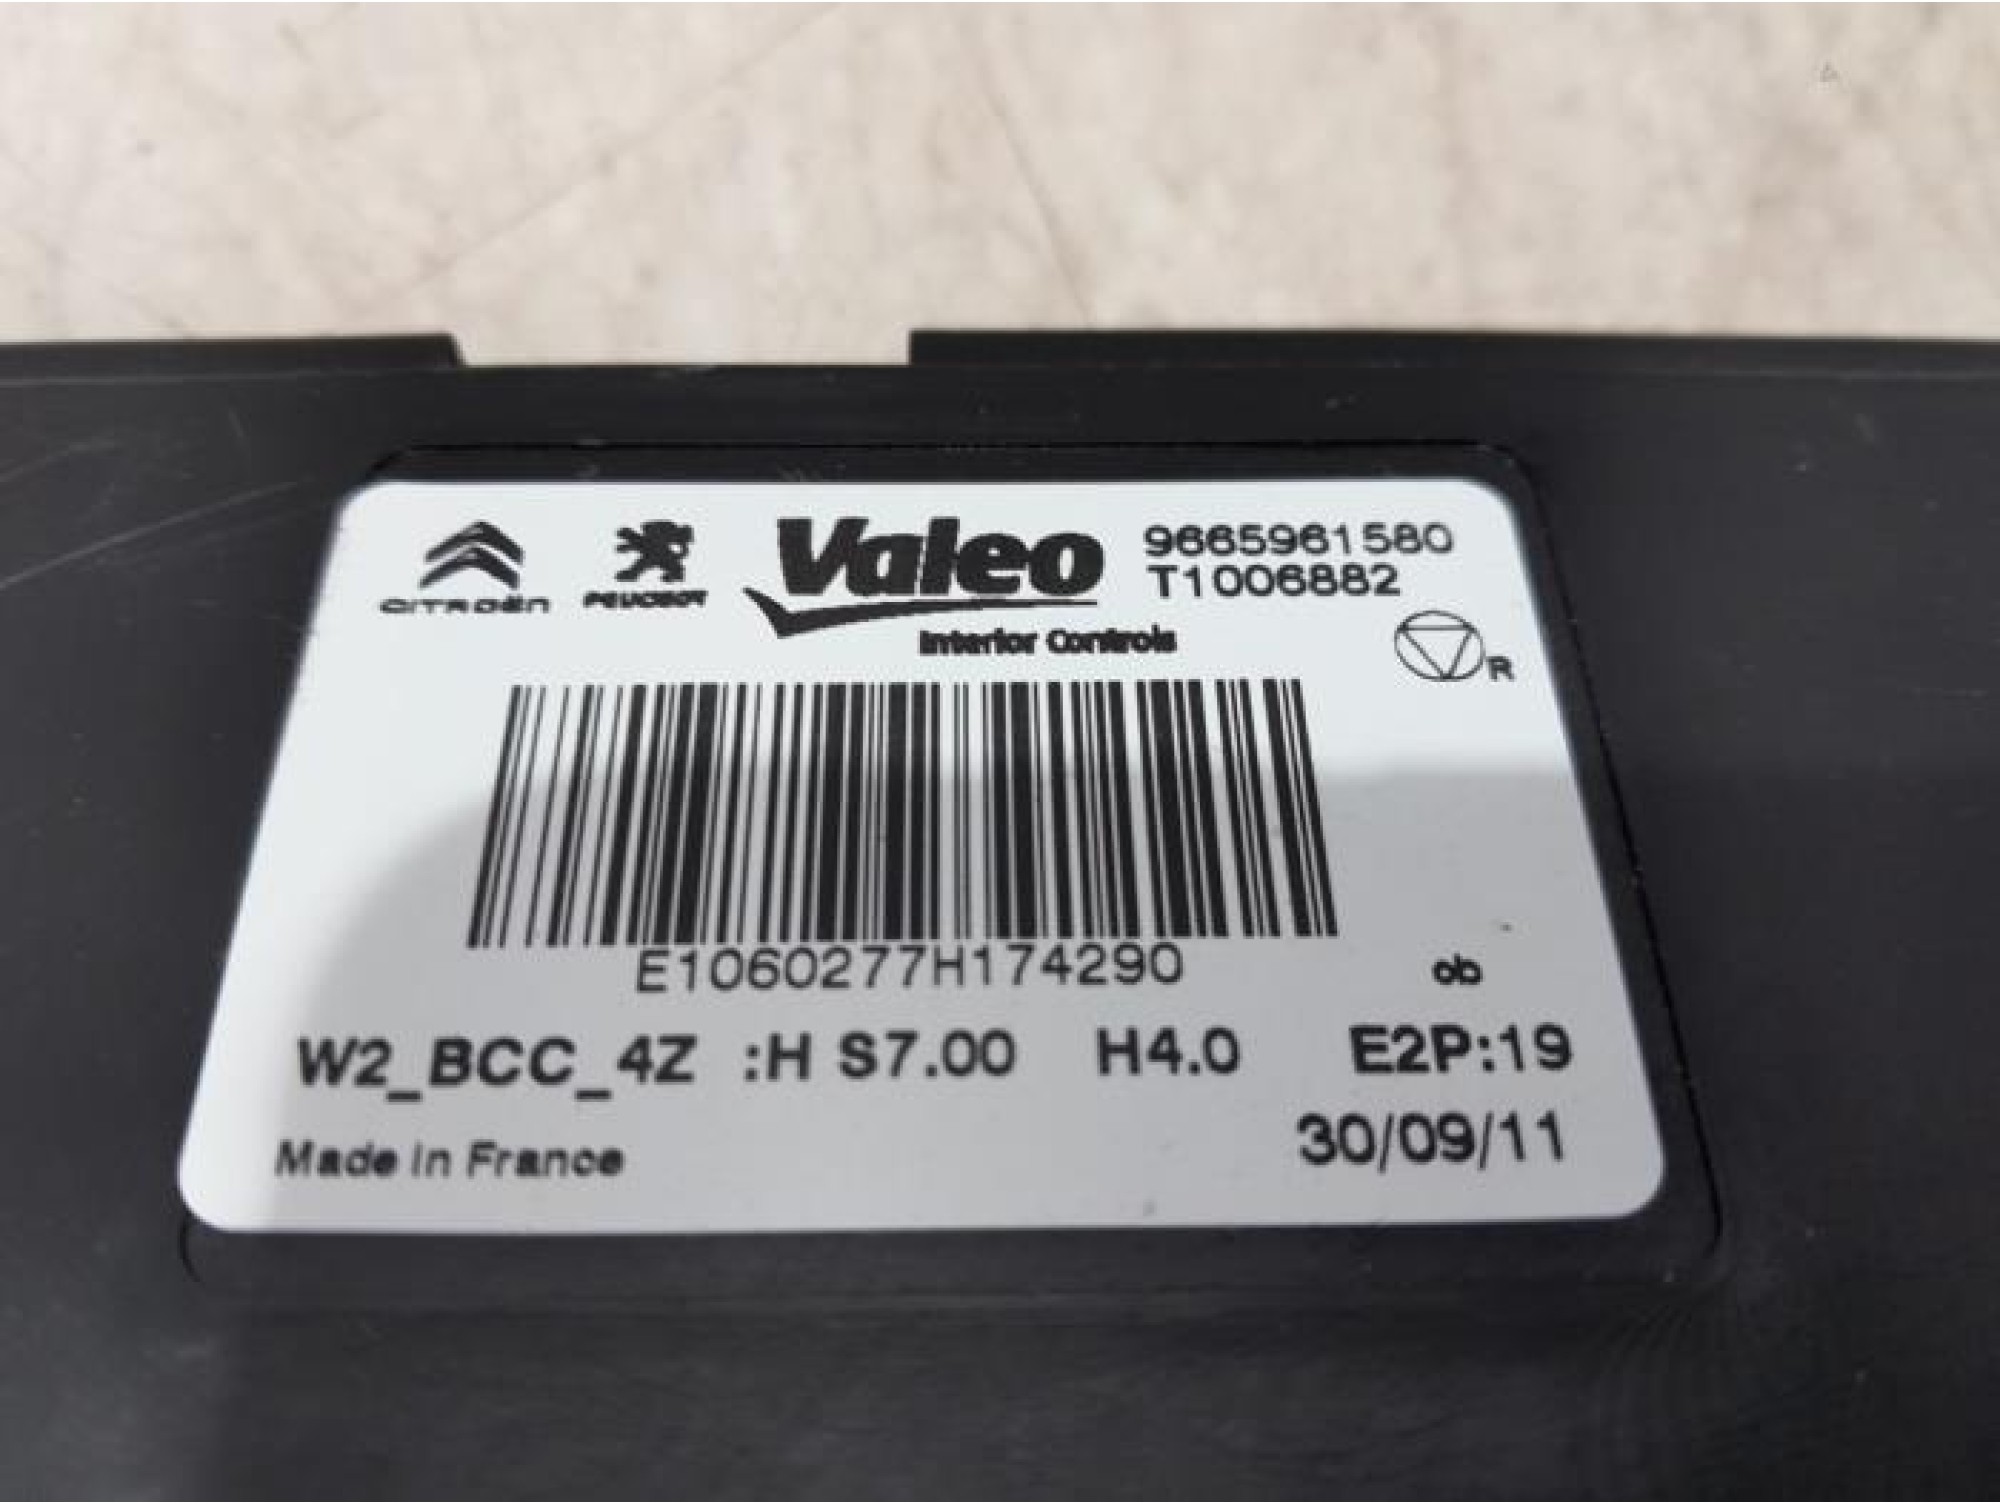 CITROËN PEUGEOT Valeo 9665961580
T1006882
Interior Controls
R
E1060277H174290
ob
W2_BCC_4Z :H S7.00 H4.0 E2P:19
Made in France 30/09/11